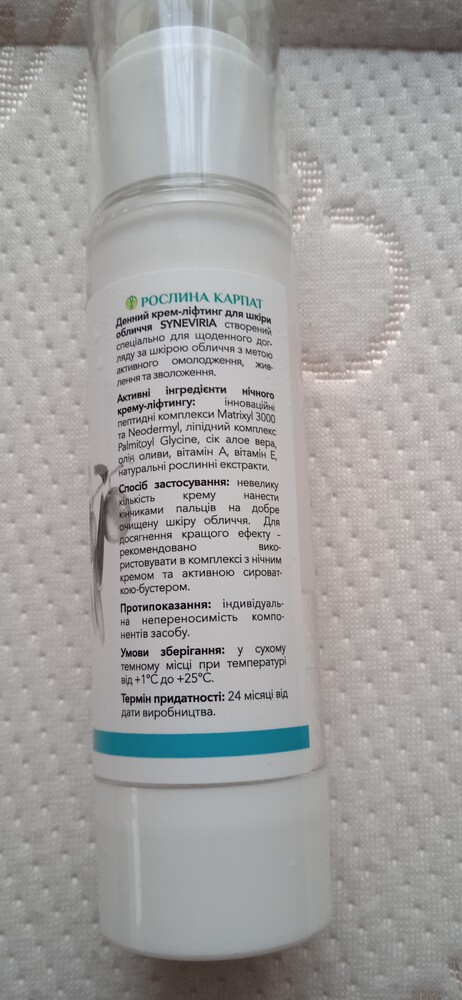 РОСЛИНА КАРПАТ
Денний крем-ліфтинг для шкіри
обличчя SYNEVIRIA створений
спеціально для щоденного дог-
ляду за шкірою обличчя з метою
активного омолодження, жив-
лення та зволоження.
Активні інгредієнти нічного
крему-ліфтингу: інноваційні
пептидні комплекси Matrixyl 3000
та Neodermyl, ліпідний комплекс
Palmitoyl Glycine, сік алое вера,
олія оливи, вітамін А, вітамін Е,
натуральні рослинні екстракти.
Спосіб застосування: невелику
кількість крему нанести
кінчиками пальців на добре
очищену шкіру обличчя. Для
досягнення кращого ефекту -
рекомендовано вико-
ристовувати в комплексі з нічним
кремом та активною сироват-
кою-бустером.
Протипоказання: індивідуаль-
на непереносимість компо-
нентів засобу.
Умови зберігання: у сухому
темному місці при температурі
від +1°С до +25°С.
Термін придатності: 24 місяці від
дати виробництва.